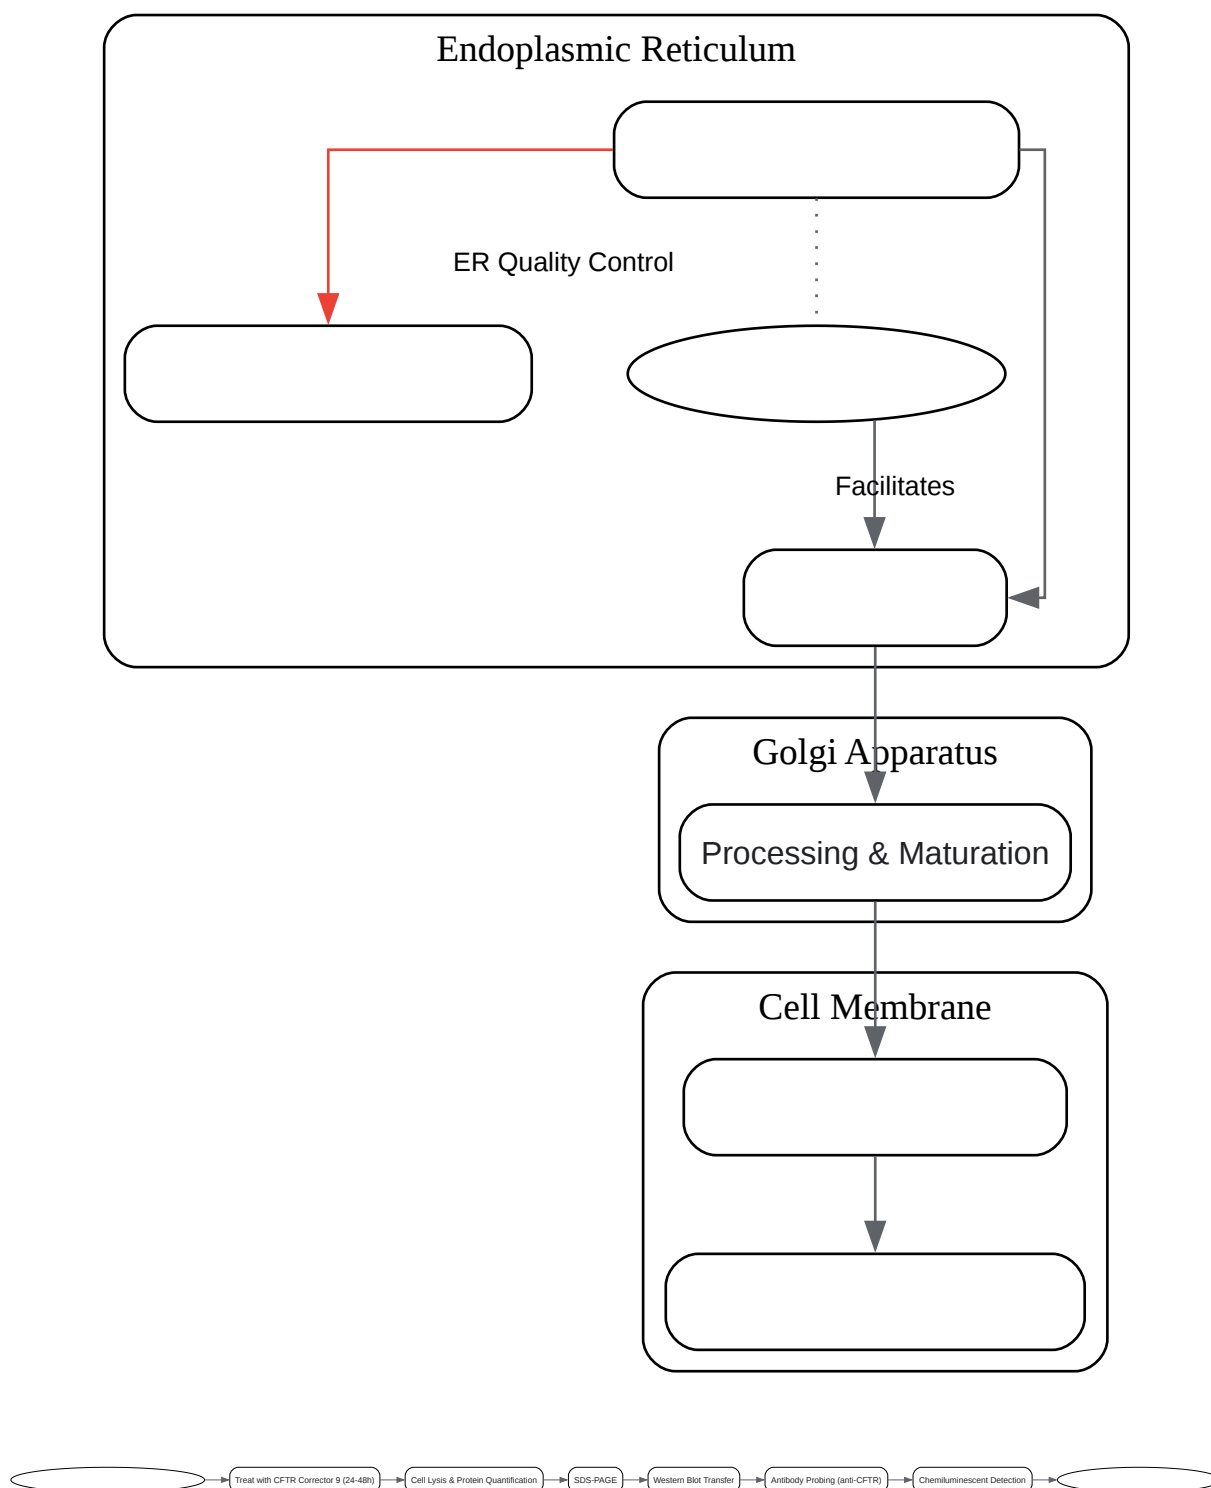 Endoplasmic Reticulum
ER Quality Control
Facilitates
Golgi Apparatus
Processing & Maturation
Cell Membrane
Treat with CFTR Corrector 9 (24-48h)
Cell Lysis & Protein Quantification
SDS-PAGE
Western Blot Transfer
Antibody Probing (anti-CFTR)
Chemiluminescent Detection